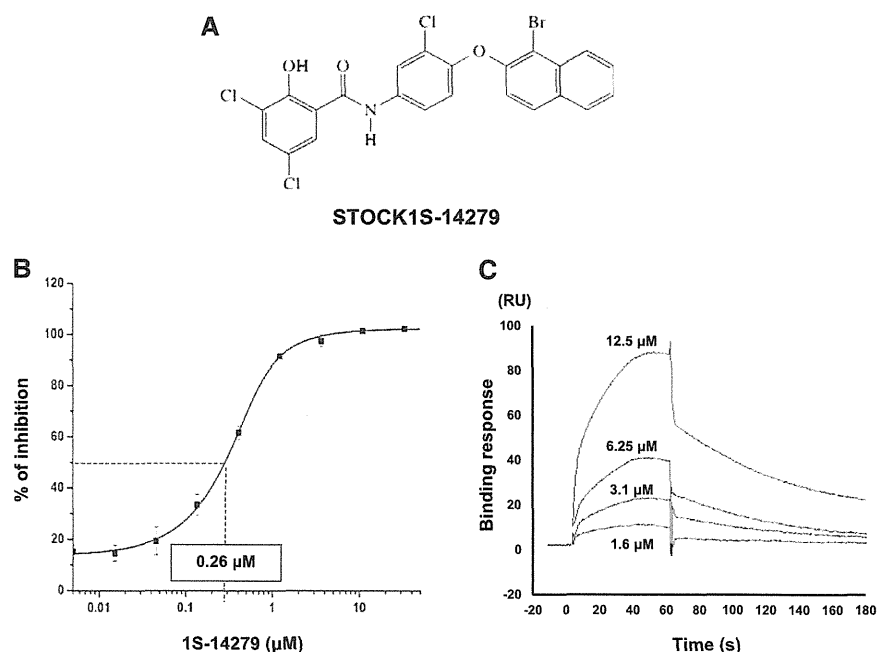 A
Cl
Br
OH
O
O
Cl
N
H
Cl
STOCK1S-14279
B
120
100
80
60
40
20
0
% of inhibition
0.26 µM
0.01
0.1
1
10
1S-14279 (µM)
C
(RU)
100
80
60
40
20
0
-20
Binding response
12.5 µM
6.25 µM
3.1 µM
1.6 µM
-20
0
20
40
60
80
100
120
140
160
180
Time (s)